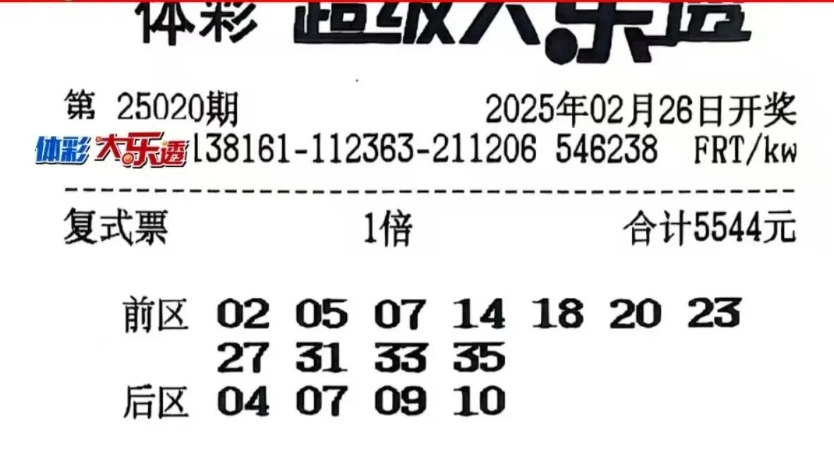 体彩 超级大乐透
第 25020期 2025年02月26日开奖
体彩 大乐透 138161-112363-211206 546238 FRT/kw
复式票 1倍 合计5544元
前区 02 05 07 14 18 20 23
27 31 33 35
后区 04 07 09 10